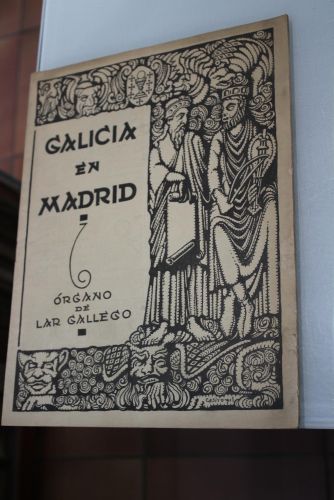 GALICIA
EN
MADRID
ÓRGANO
DE
LAR GALLEGO